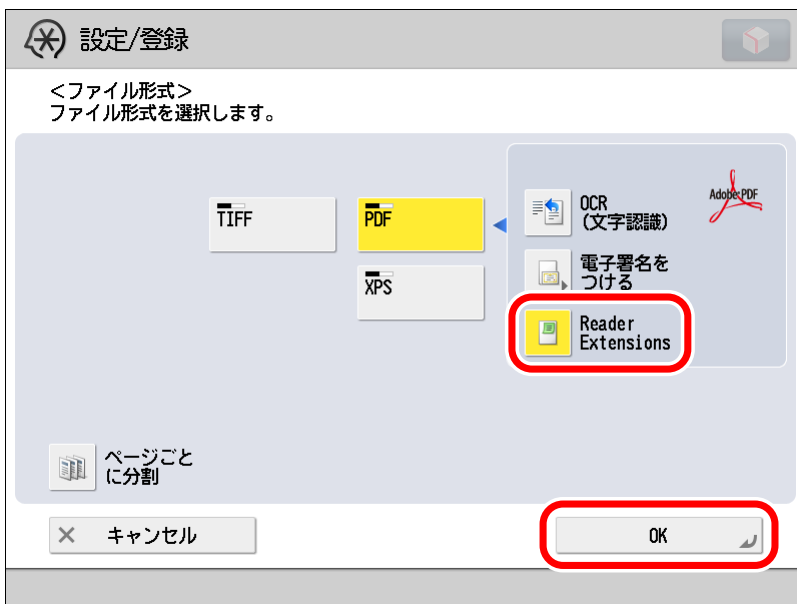 設定/登録
<ファイル形式>
ファイル形式を選択します。
TIFF
PDF
XPS
OCR
(文字認識)
Adobe PDF
電子署名を
つける
Reader
Extensions
ページごと
に分割
× キャンセル
OK